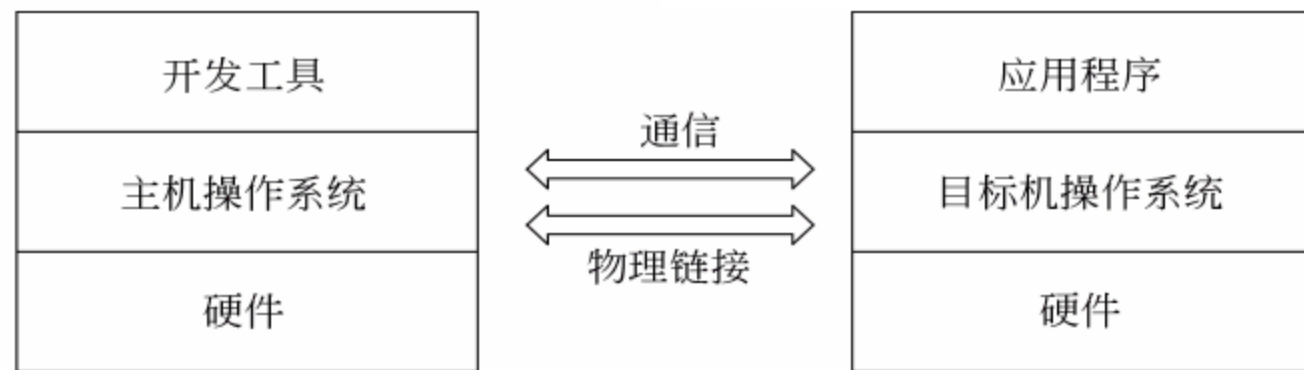 开发工具
主机操作系统
硬件
通信
物理链接
应用程序
目标机操作系统
硬件